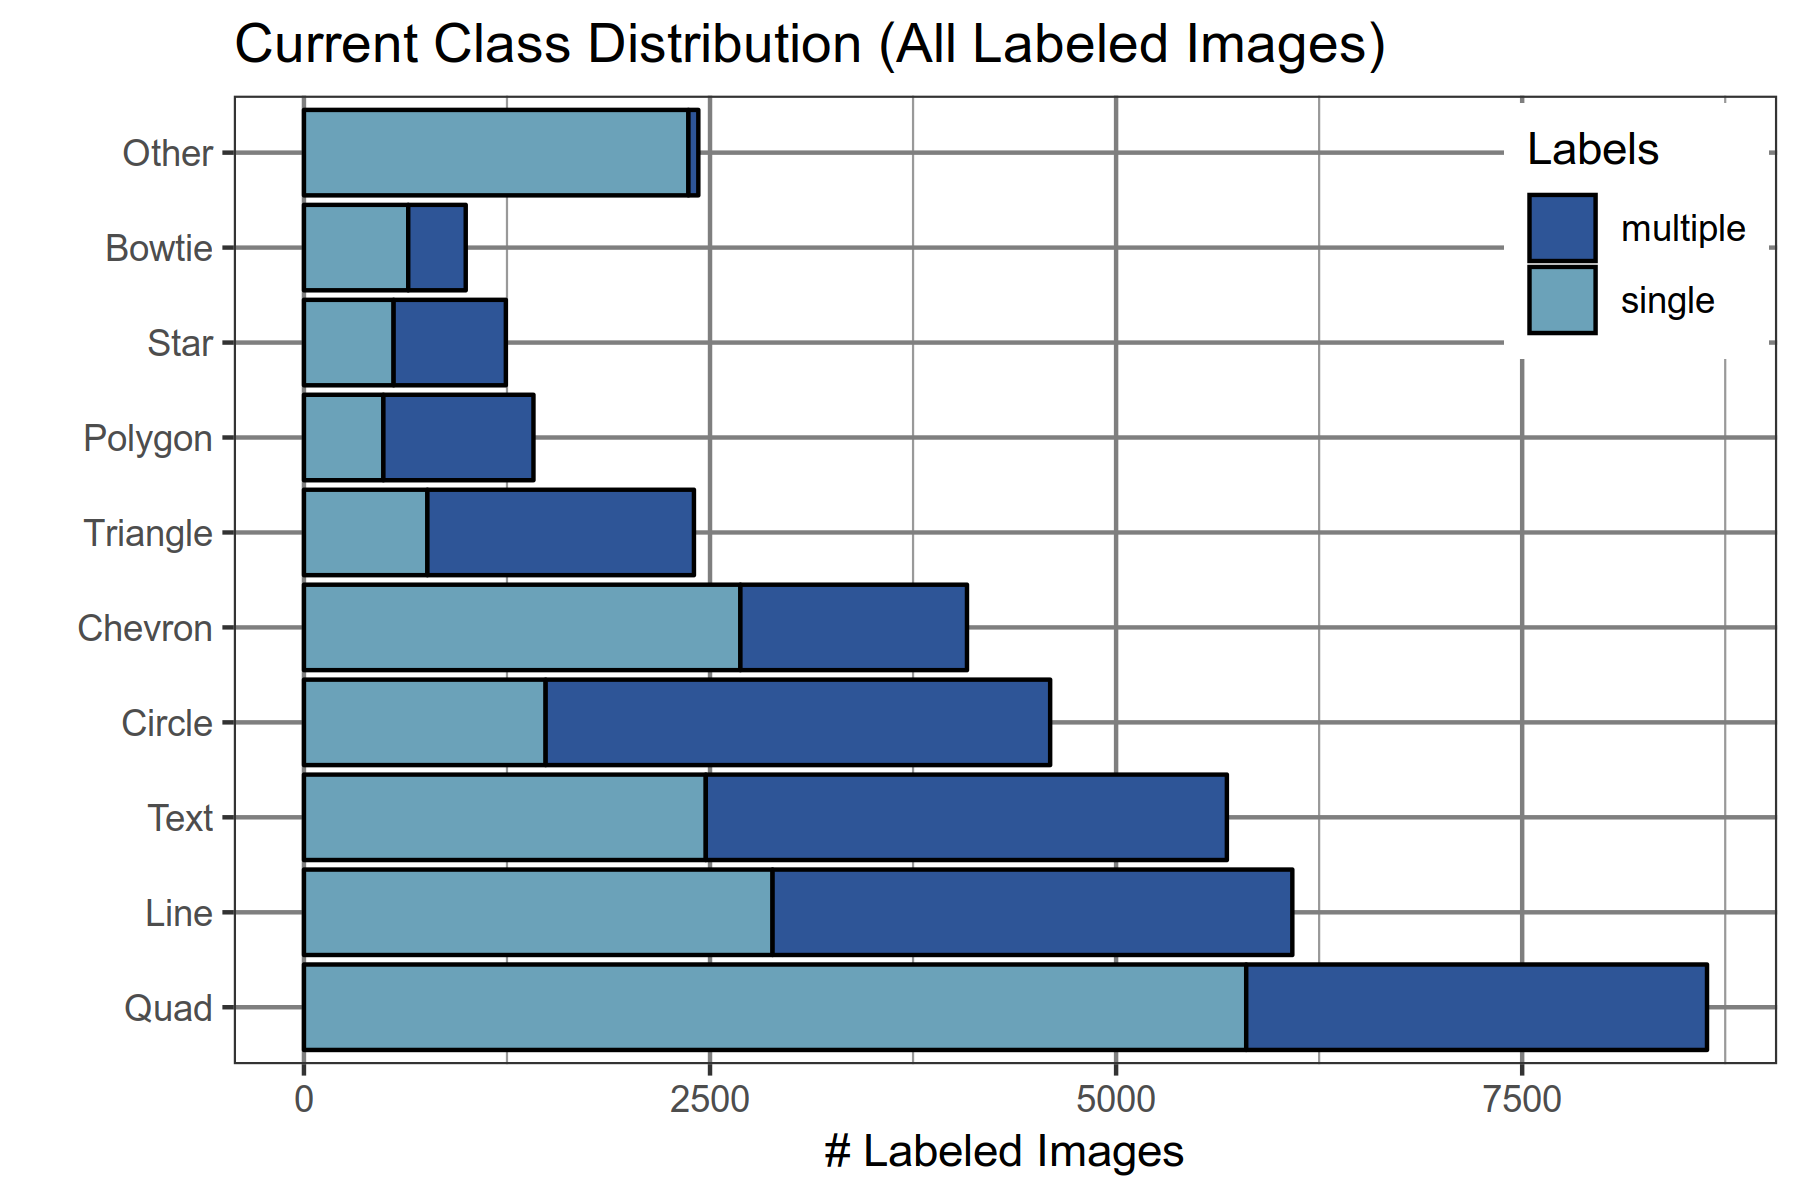 Current Class Distribution (All Labeled Images)
Labels
multiple
single
Other
Bowtie
Star
Polygon
Triangle
Chevron
Circle
Text
Line
Quad
0 2500 5000 7500
# Labeled Images